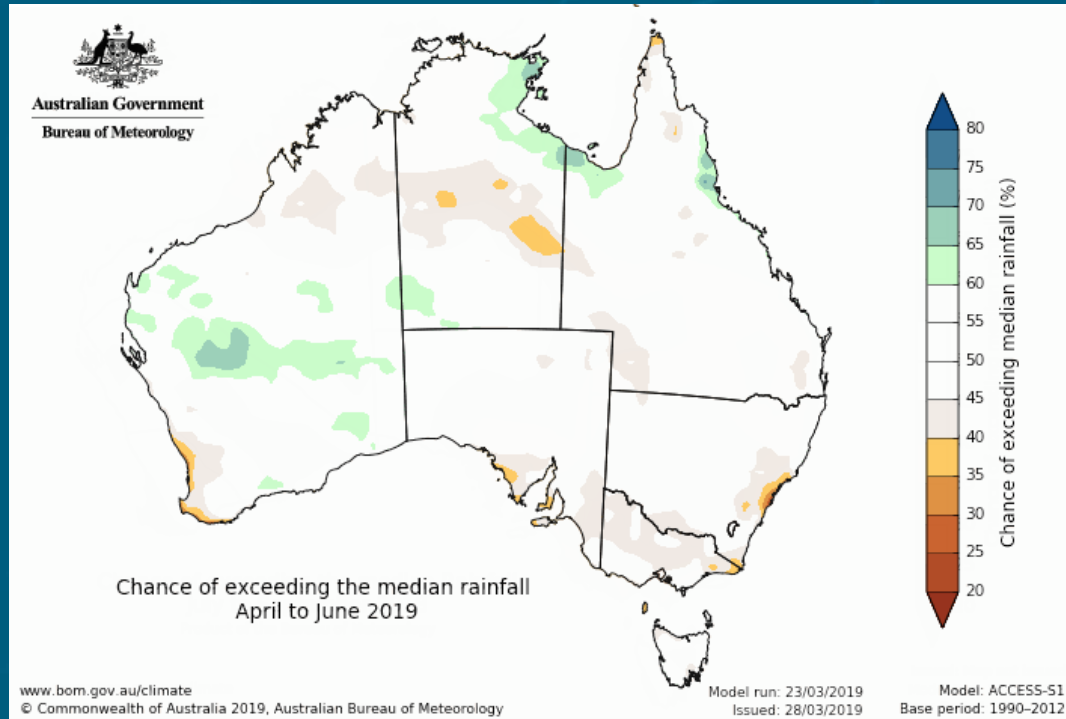 Australian Government
Bureau of Meteorology
80
75
70
65
60
55
50
45
40
35
30
25
20
Chance of exceeding median rainfall (%)
Chance of exceeding the median rainfall
April to June 2019
www.bom.gov.au/climate
© Commonwealth of Australia 2019, Australian Bureau of Meteorology
Model run: 23/03/2019
Issued: 28/03/2019
Model: ACCESS-S1
Base period: 1990–2012